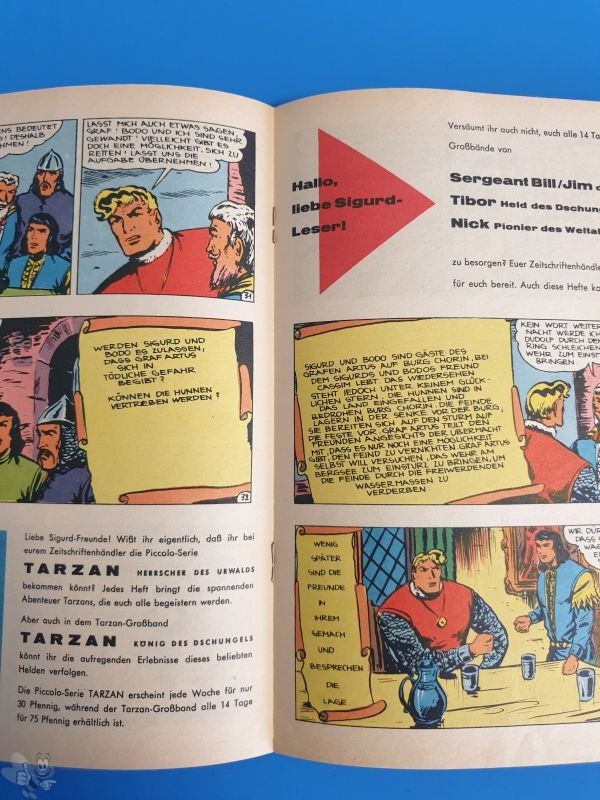 NS BEDEUTET
! DESHALB
H !
LASST MICH AUCH ETWAS SAGEN,
GRAF! BODO UND ICH SIND SEHR
GEWANDT! VIELLEICHT GIBT ES
DOCH EINE MÖGLICHKEIT, SICH ZU
RETTEN! LASST UNS DIE
AUFGABE ÜBERNEHMEN!
31
WERDEN SIGURD UND
BODO ES ZULASSEN,
DASS GRAF ARTUS
SICH IN
TÖDLICHE GEFAHR
BEGIBT?
KÖNNEN DIE HUNNEN
VERTRIEBEN WERDEN?
32
Liebe Sigurd-Freunde! Wißt ihr eigentlich, daß ihr bei
eurem Zeitschriftenhändler die Piccolo-Serie
TARZAN HERRSCHER DES URWALDS
bekommen könnt? Jedes Heft bringt die spannenden
Abenteuer Tarzans, die euch alle begeistern werden.
Aber auch in dem Tarzan-Großband
TARZAN KÖNIG DES DSCHUNGELS
könnt ihr die aufregenden Erlebnisse dieses beliebten
Helden verfolgen.
Die Piccolo-Serie TARZAN erscheint jede Woche für nur
30 Pfennig, während der Tarzan-Großband alle 14 Tage
für 75 Pfennig erhältlich ist.
Hallo,
liebe Sigurd-
Leser!
Versäumt ihr auch nicht, euch alle 14 Ta
Großbände von
Sergeant Bill/Jim
Tibor Held des Dschun
Nick Pionier des Weltal
zu besorgen? Euer Zeitschriftenhändle
für euch bereit. Auch diese Hefte ko
SIGURD UND BODO SIND GÄSTE DES
GRAFEN ARTUS AUF BURG CHORIN, BEI
DEM SIGURDS UND BODOS FREUND
CASSIM LEBT. DAS WIEDERSEHEN
STEHT JEDOCH UNTER KEINEM GLÜCK-
LICHEN STERN. DIE HUNNEN SIND IN
DAS LAND EINGEFALLEN UND
BEDROHEN BURG CHORIN. DIE FEINDE
LAGERN IN DER SENKE VOR DER BURG,
SIE BEREITEN SICH AUF DEN STURM AUF
DIE FESTE VOR. GRAF ARTUS TEILT DEN
FREUNDEN ANGESICHTS DER ÜBERMACHT
MIT, DASS ES NUR NOCH EINE MÖGLICHKEIT
GIBT, DEN FEIND ZU VERNICHTEN. GRAF ARTUS
SELBST WILL VERSUCHEN, DAS WEHR AM
BERGSEE ZUM EINSTURZ ZU BRINGEN, UM
DIE FEINDE DURCH DIE FREIWERDENDEN
WASSERMASSEN ZU
VERDERBEN
KEIN WORT WEITER
NACHT WERDE ICH
DUDOLF DURCH DEN
RING SCHLEICHEN
WEHR ZUM EINST
BRINGEN
WENIG
SPÄTER
SIND DIE
FREUNDE
IN
IHREM
GEMACH
UND
BESPRECHEN
DIE
LAGE
WIR DÜR
DASS G
WAG
E